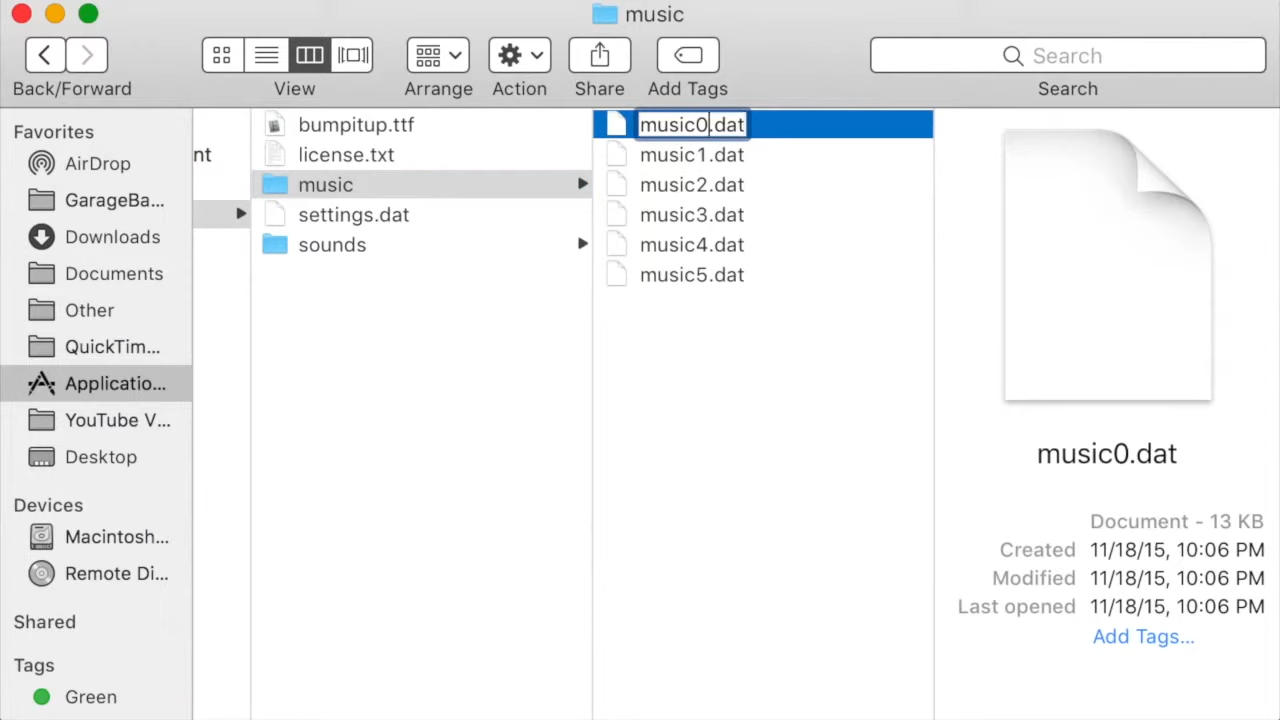 music
Back/Forward
View
Arrange
Action
Share
Add Tags
Search
Search
Favorites
AirDrop
GarageBa...
Downloads
Documents
Other
QuickTim...
Applicatio...
YouTube V...
Desktop
Devices
Macintosh...
Remote Di...
Shared
Tags
Green
nt
bumpitup.ttf
license.txt
music
settings.dat
sounds
music0.dat
music1.dat
music2.dat
music3.dat
music4.dat
music5.dat
music0.dat
Document - 13 KB
Created 11/18/15, 10:06 PM
Modified 11/18/15, 10:06 PM
Last opened 11/18/15, 10:06 PM
Add Tags...